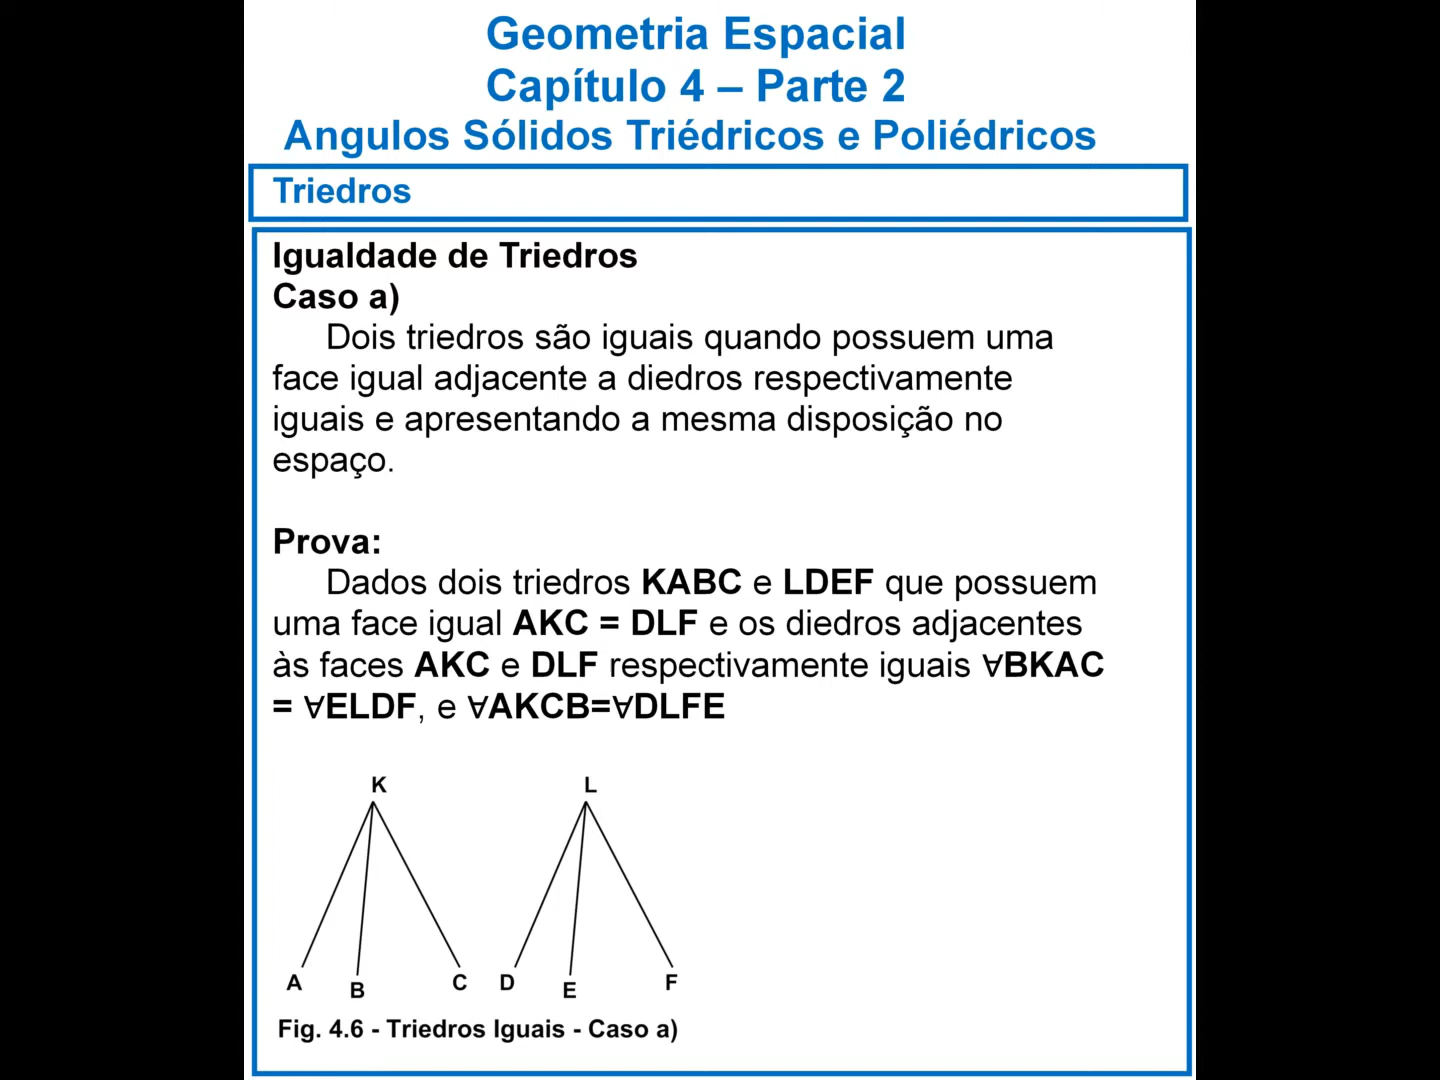 Geometria Espacial
Capítulo 4 – Parte 2
Angulos Sólidos Triédricos e Poliédricos
Triedros
Igualdade de Triedros
Caso a)
Dois triedros são iguais quando possuem uma
face igual adjacente a diedros respectivamente
iguais e apresentando a mesma disposição no
espaço.
Prova:
Dados dois triedros KABC e LDEF que possuem
uma face igual AKC = DLF e os diedros adjacentes
às faces AKC e DLF respectivamente iguais ∀BKAC
= ∀ELDF, e ∀AKCB=∀DLFE
K L
A B C D E F
Fig. 4.6 - Triedros Iguais - Caso a)